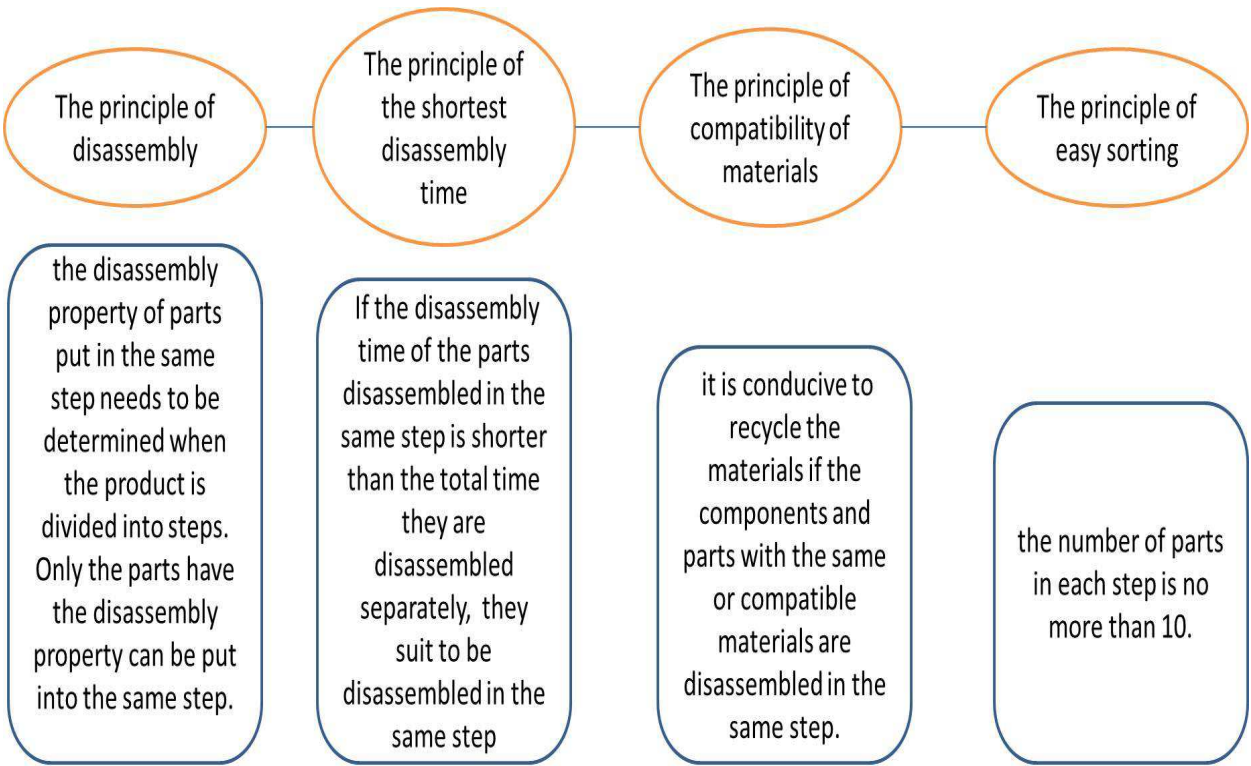 The principle of
disassembly
The principle of
the shortest
disassembly
time
The principle of
compatibility of
materials
The principle of
easy sorting
the disassembly
property of parts
put in the same
step needs to be
determined when
the product is
divided into steps.
Only the parts have
the disassembly
property can be put
into the same step.
If the disassembly
time of the parts
disassembled in the
same step is shorter
than the total time
they are
disassembled
separately, they
suit to be
disassembled in the
same step
it is conducive to
recycle the
materials if the
components and
parts with the same
or compatible
materials are
disassembled in the
same step.
the number of parts
in each step is no
more than 10.